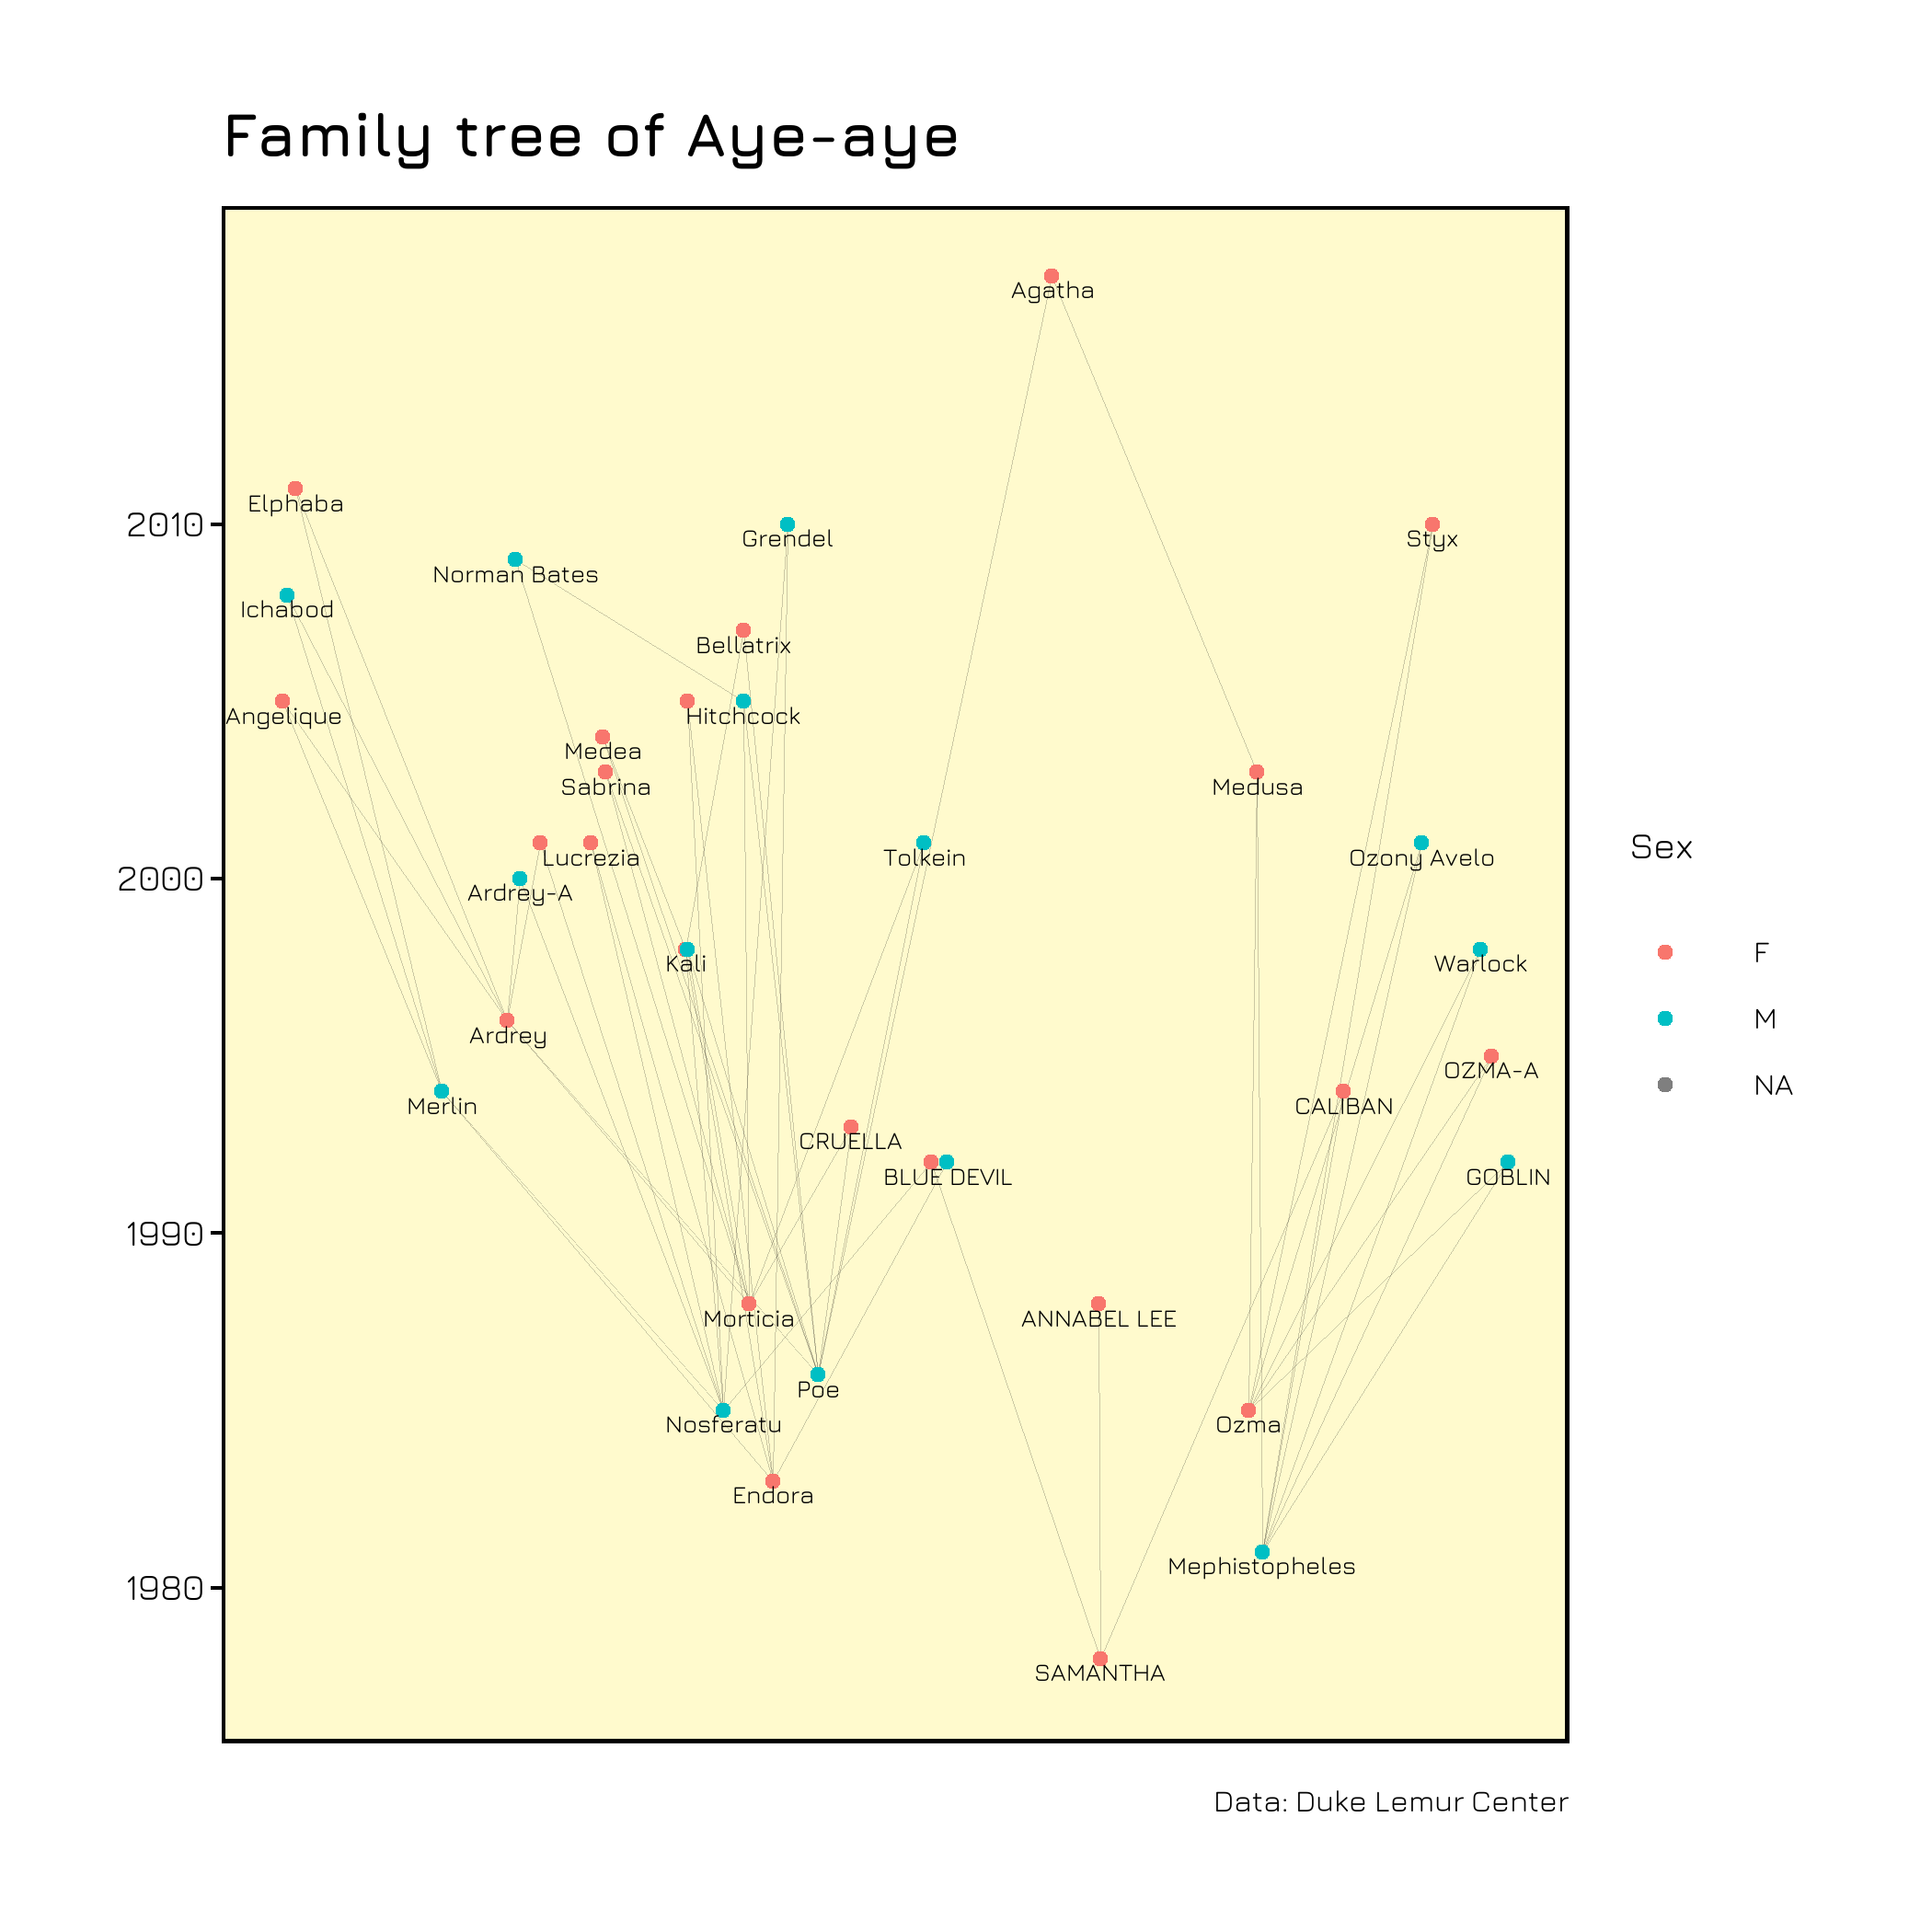 Family tree of Aye-aye
Agatha
Elphaba
2010
Grendel
Styx
Norman Bates
Ichabod
Bellatrix
Angelique
Hitchcock
Medea
Sabrina
Medusa
Lucrezia
Tolkein
Ozony Avelo
2000
Ardrey-A
Kali
Warlock
Ardrey
OZMA-A
Merlin
CALIBAN
CRUELLA
BLUE DEVIL
GOBLIN
1990
Morticia
ANNABEL LEE
Poe
Nosferatu
Ozma
Endora
Mephistopheles
1980
SAMANTHA
Sex
F
M
NA
Data: Duke Lemur Center